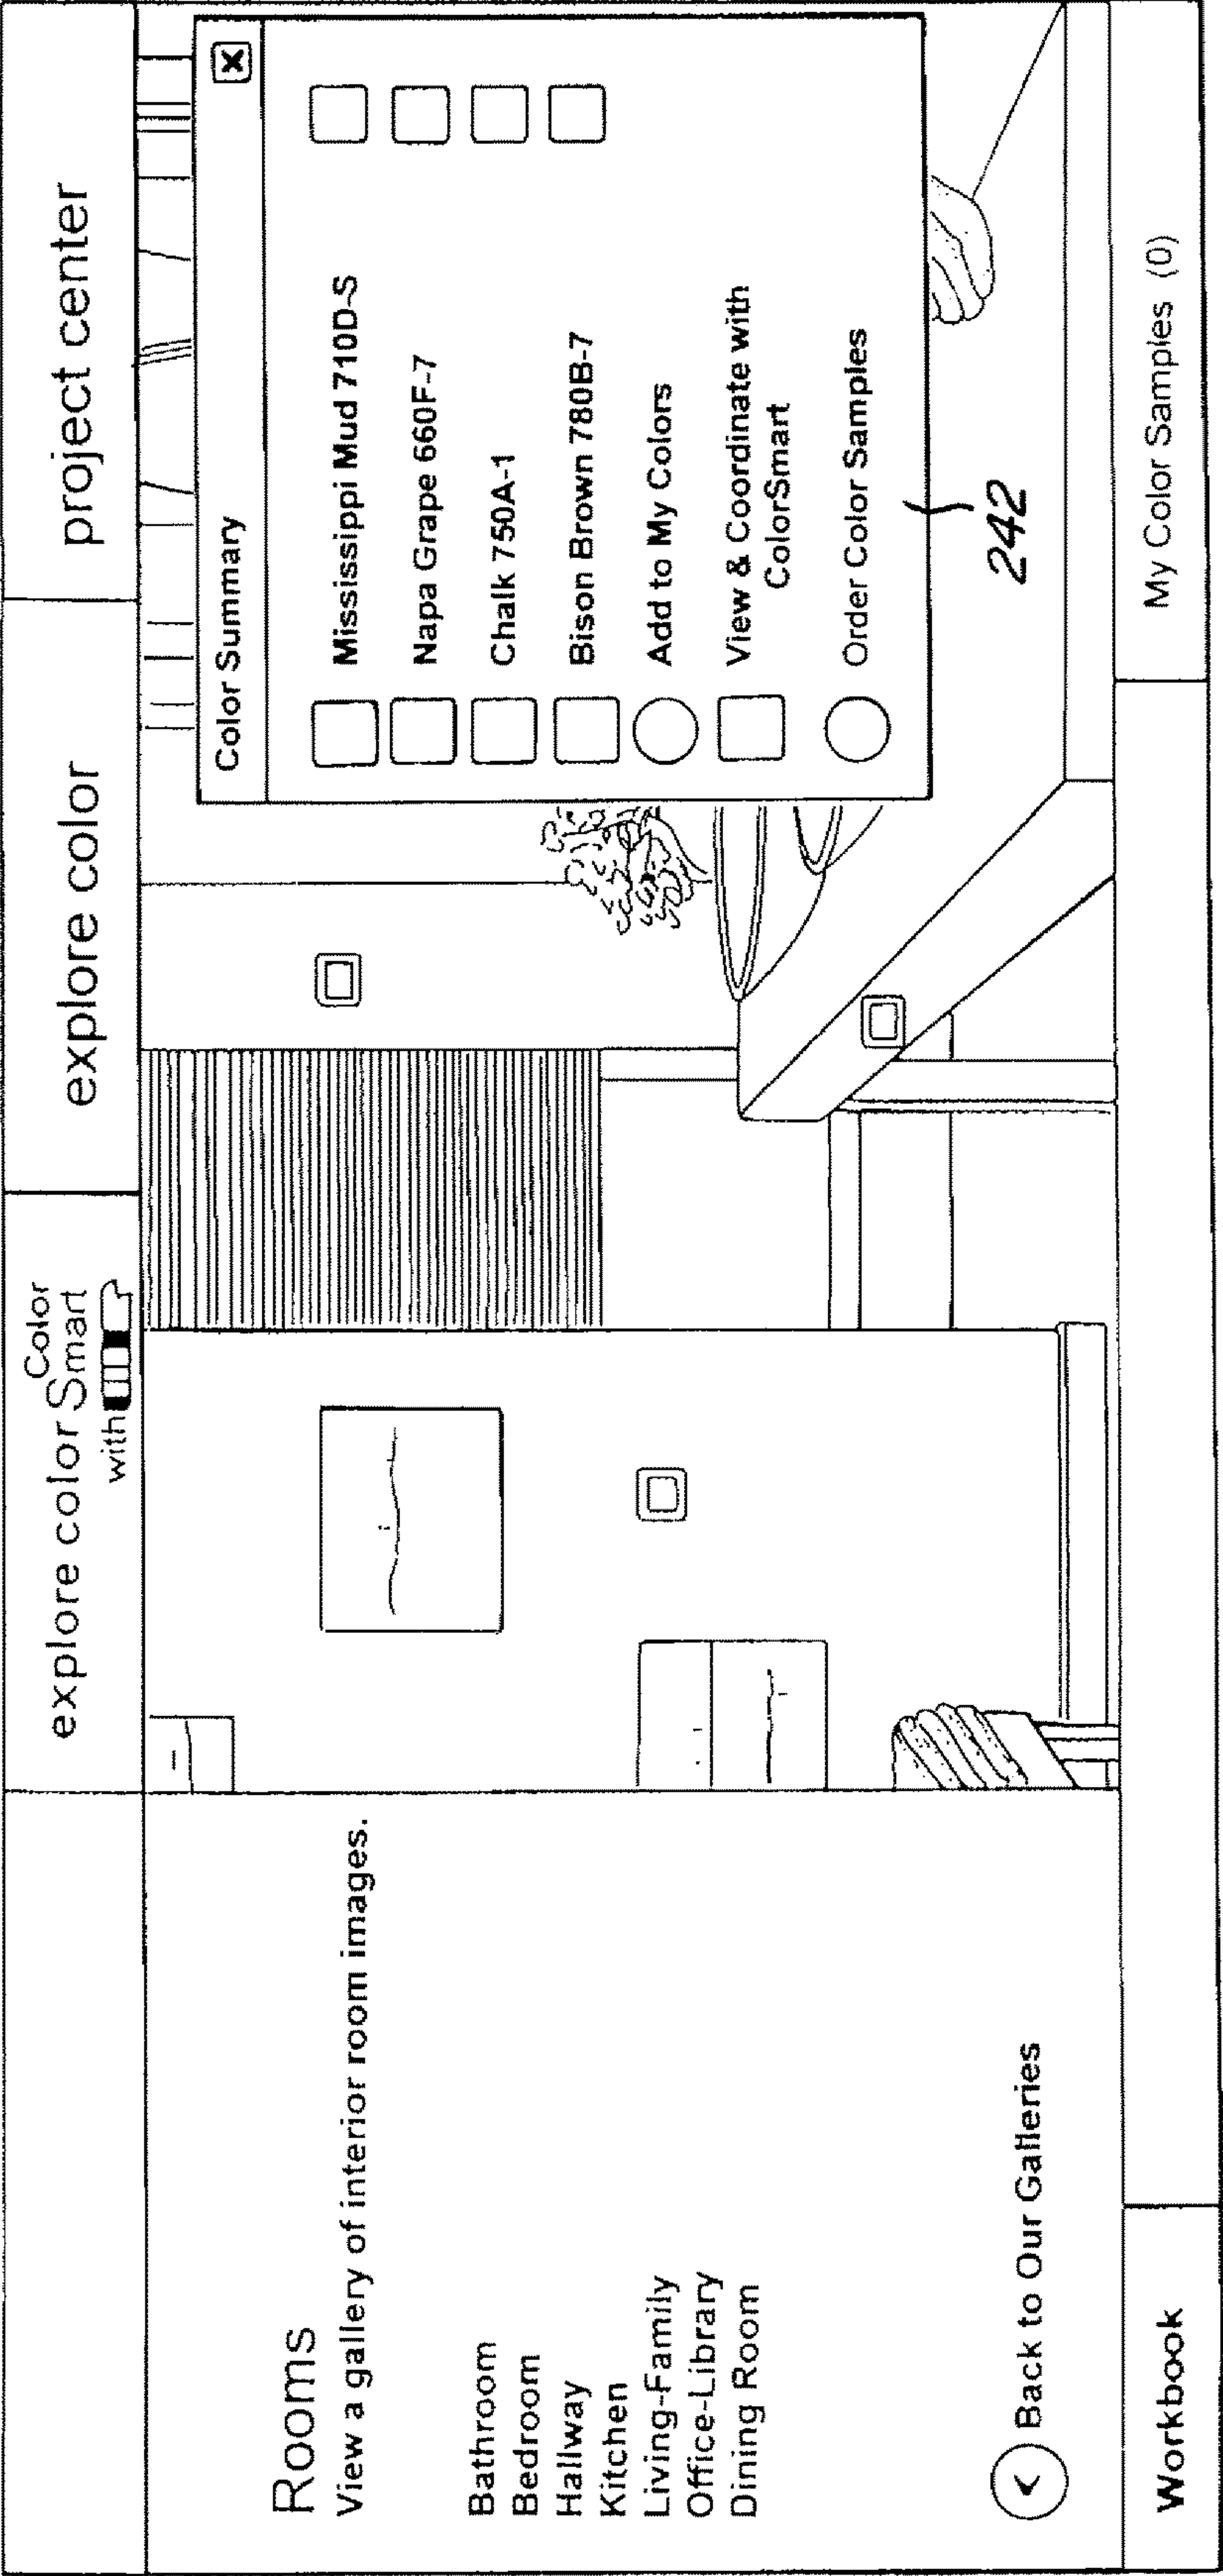 explore color
Color
Smart
with
explore color
project center
Rooms
View a gallery of interior room images.
Bathroom
Bedroom
Hallway
Kitchen
Living-Family
Office-Library
Dining Room
Back to Our Galleries
Color Summary
Mississippi Mud 710D-S
Napa Grape 660F-7
Chalk 750A-1
Bison Brown 780B-7
Add to My Colors
View & Coordinate with
ColorSmart
Order Color Samples
242
Workbook
My Color Samples (0)